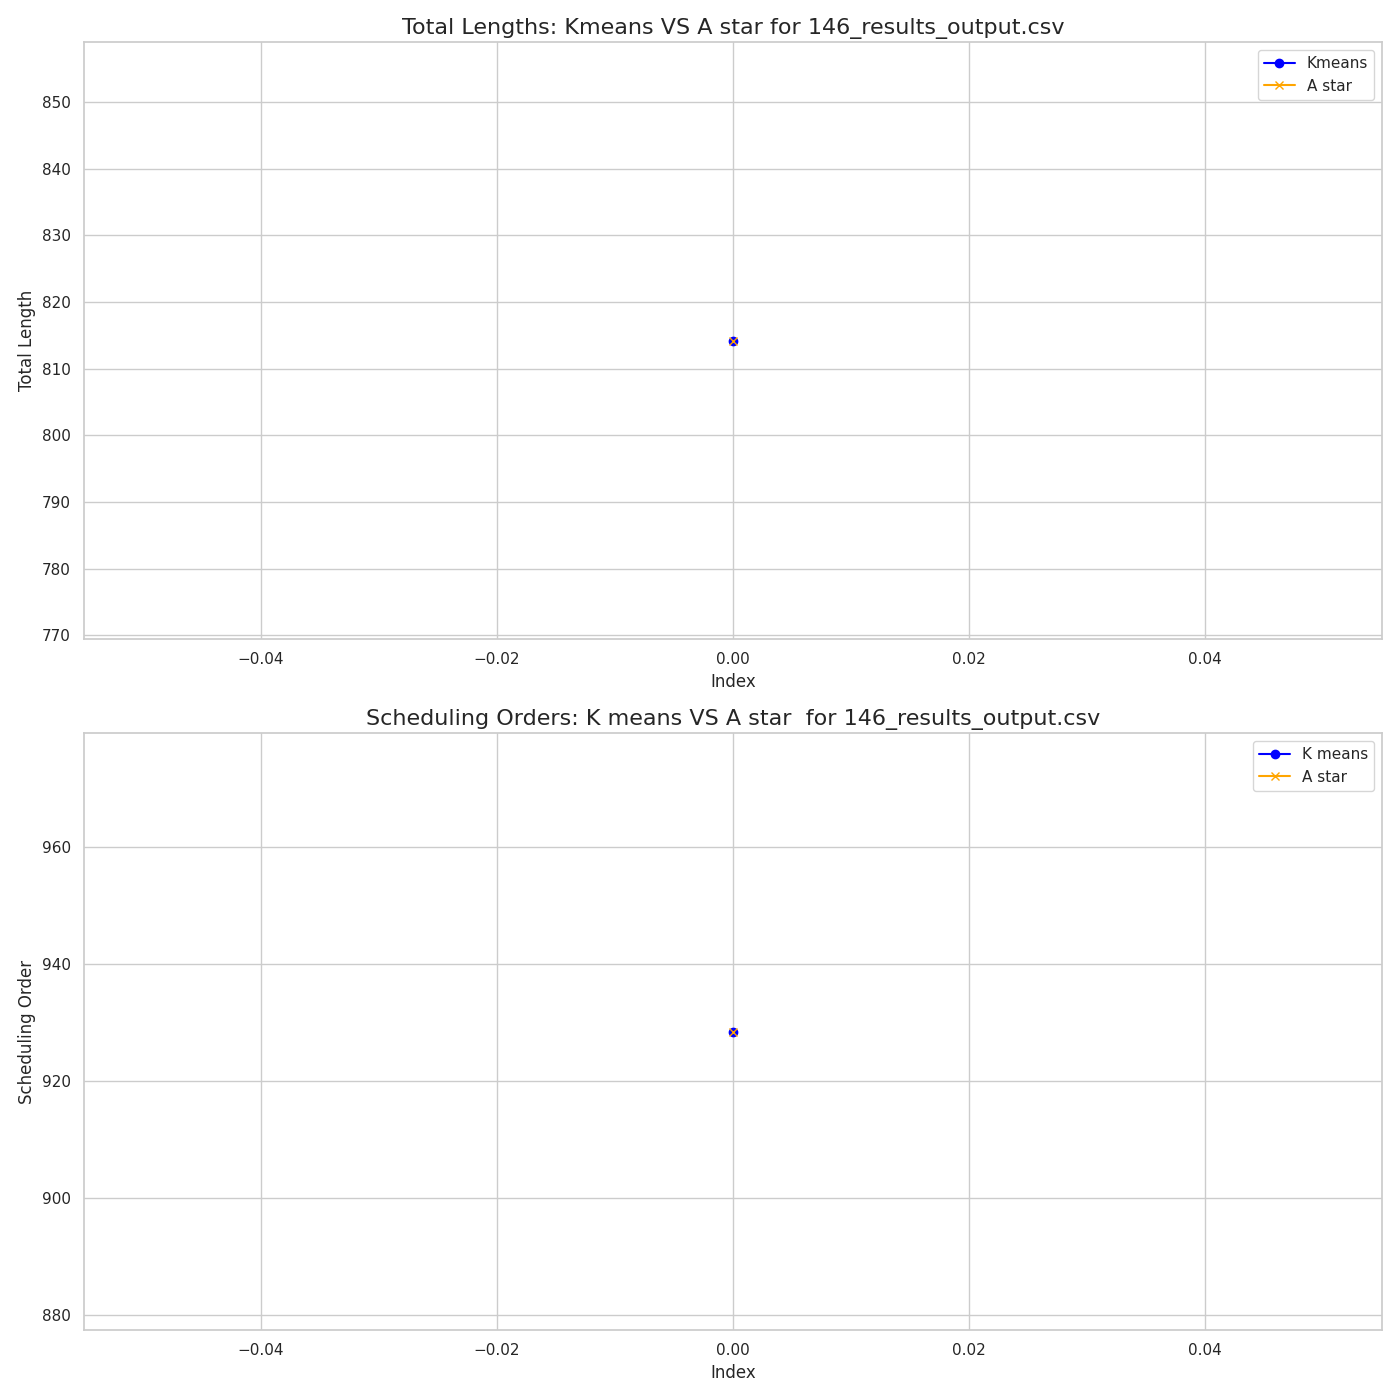 Total Lengths: Kmeans VS A star for 146_results_output.csv
Kmeans
A star
850
840
830
820
810
800
790
780
770
Total Length
−0.04 −0.02 0.00 0.02 0.04
Index
Scheduling Orders: K means VS A star  for 146_results_output.csv
K means
A star
960
940
920
900
880
Scheduling Order
−0.04 −0.02 0.00 0.02 0.04
Index